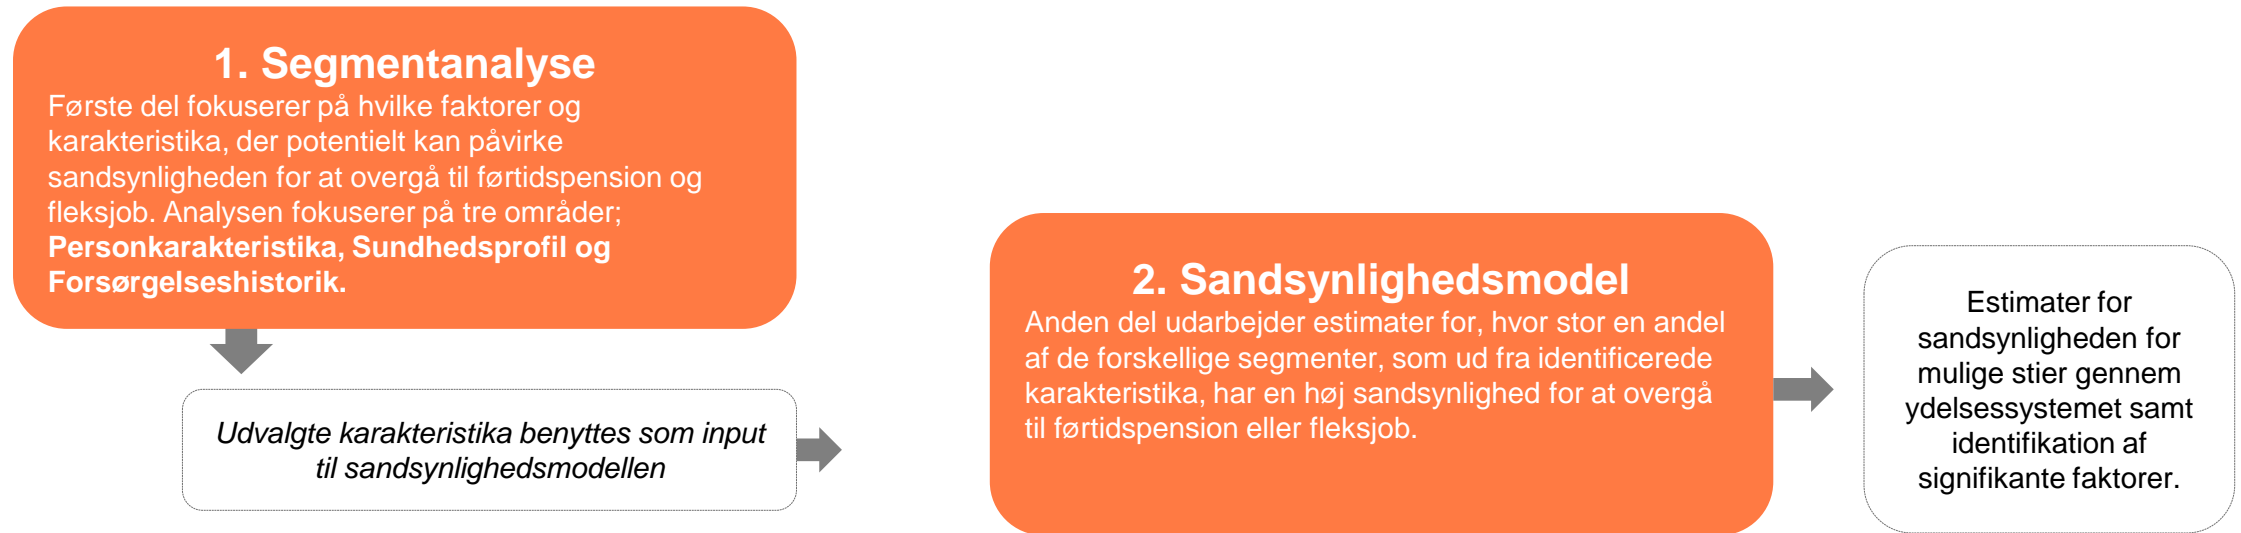 1. Segmentanalyse
Første del fokuserer på hvilke faktorer og
karakteristika, der potentielt kan påvirke
sandsynligheden for at overgå til førtidspension og
fleksjob. Analysen fokuserer på tre områder;
Personkarakteristika, Sundhedsprofil og
Forsørgelseshistorik.
Udvalgte karakteristika benyttes som input
til sandsynlighedsmodellen
2. Sandsynlighedsmodel
Anden del udarbejder estimater for, hvor stor en andel
af de forskellige segmenter, som ud fra identificerede
karakteristika, har en høj sandsynlighed for at overgå
til førtidspension eller fleksjob.
Estimater for
sandsynligheden for
mulige stier gennem
ydelsessystemet samt
identifikation af
signifikante faktorer.